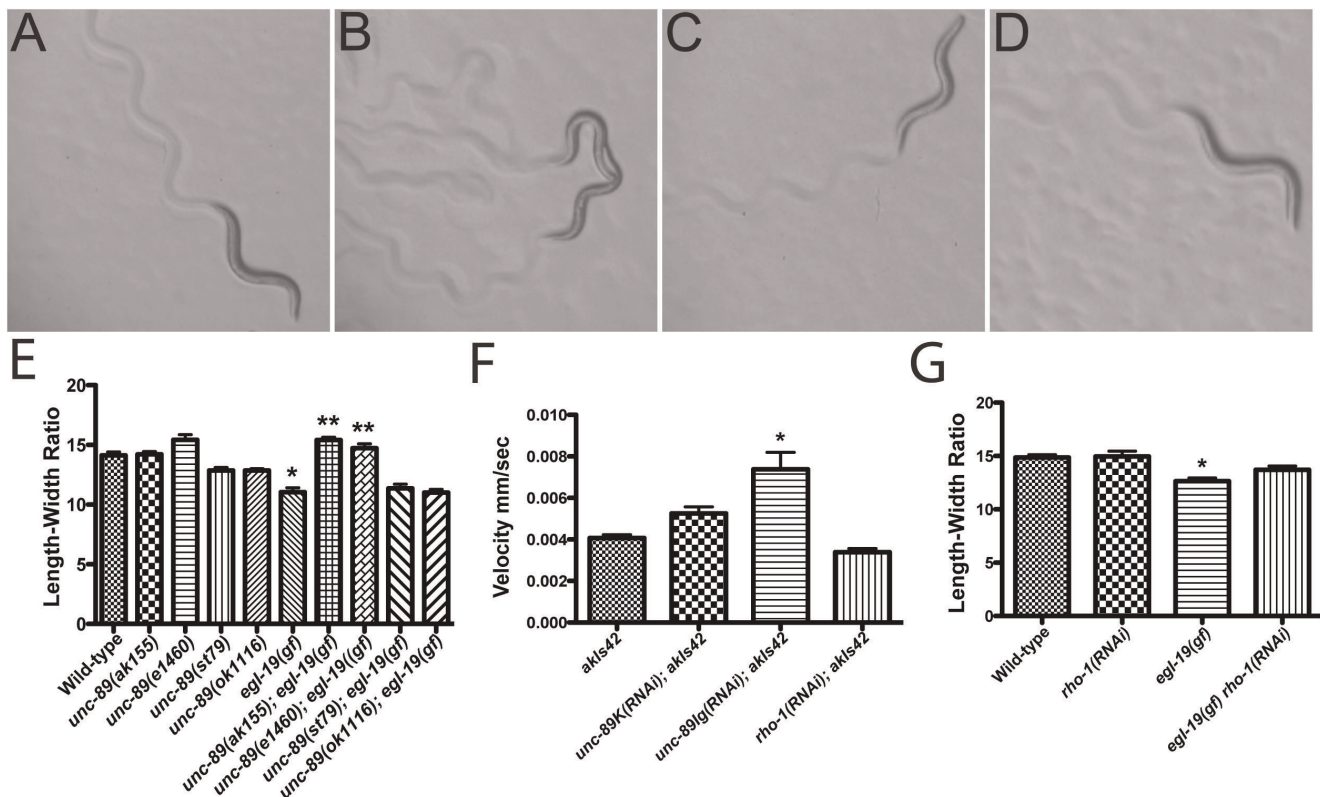 A
B
C
D
E
Length-Width Ratio
20
15
10
5
0
*
**
**
Wild-type
unc-89(ak155)
unc-89(e1460)
unc-89(st79)
unc-89(ok1116)
egl-19(gf)
unc-89(ak155); egl-19(gf)
unc-89(e1460); egl-19((gf)
unc-89(st79); egl-19(gf)
unc-89(ok1116); egl-19(gf)
F
Velocity mm/sec
0.010
0.008
0.006
0.004
0.002
0.000
*
akIs42
unc-89K(RNAi); akIs42
unc-89Ig(RNAi); akIs42
rho-1(RNAi); akIs42
G
Length-Width Ratio
20
15
10
5
0
*
Wild-type
rho-1(RNAi)
egl-19(gf)
egl-19(gf) rho-1(RNAi)